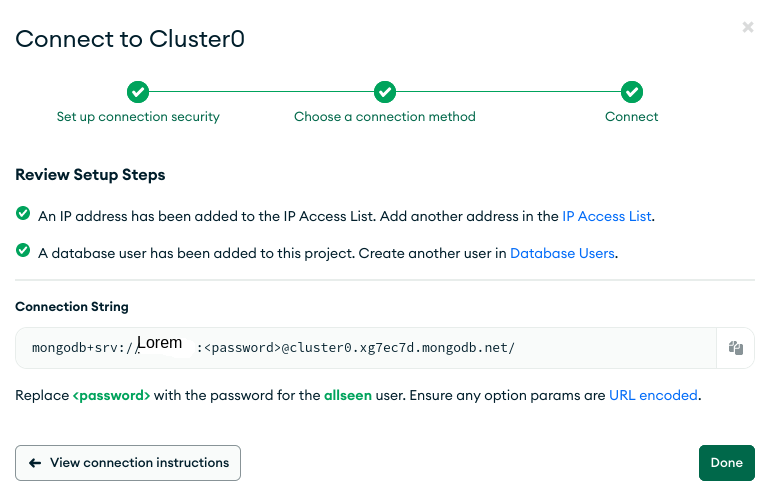 Connect to Cluster0
Set up connection security
Choose a connection method
Connect
Review Setup Steps
An IP address has been added to the IP Access List. Add another address in the IP Access List.
A database user has been added to this project. Create another user in Database Users.
Connection String
mongodb+srv://Lorem:<password>@cluster0.xg7ec7d.mongodb.net/
Replace <password> with the password for the allseen user. Ensure any option params are URL encoded.
View connection instructions
Done